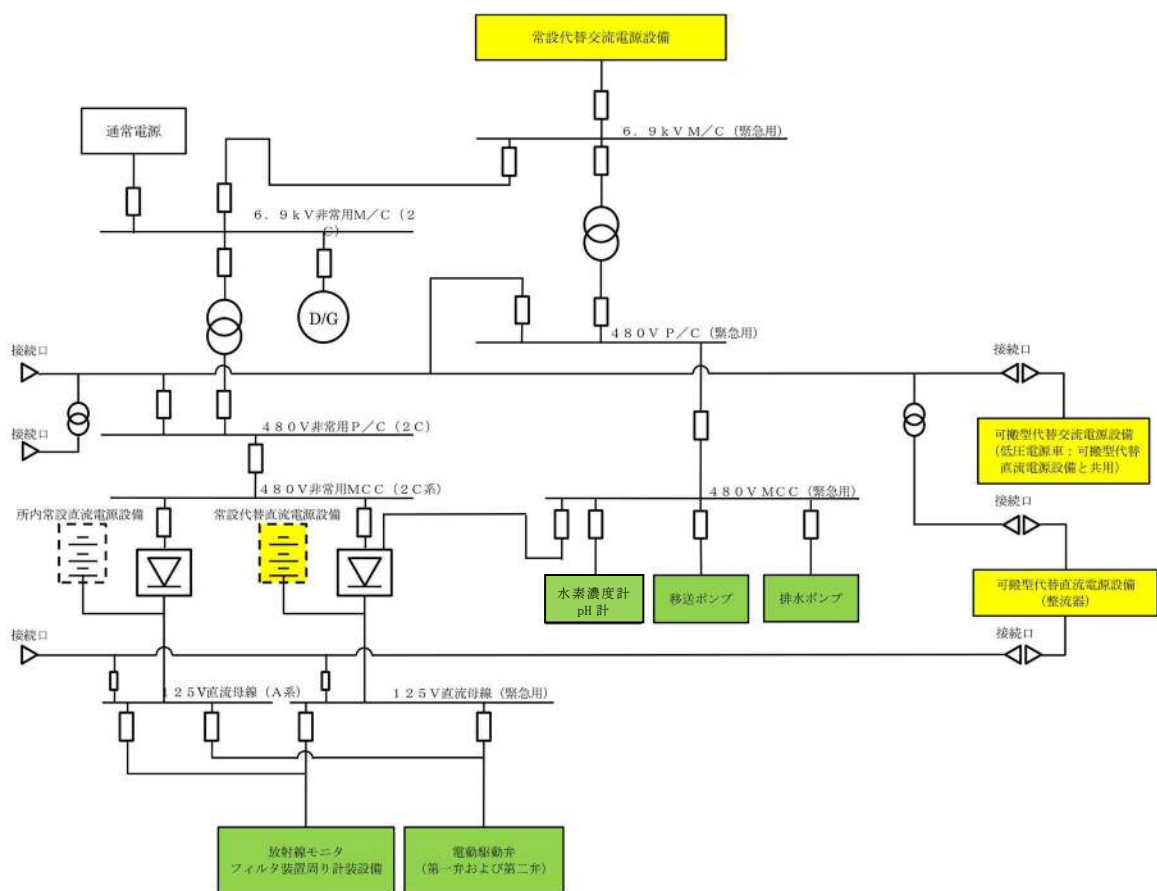 常設代替交流電源設備
通常電源
6.9kV M/C (緊急用)
6.9kV非常用M/C (2
C)
D/G
480V P/C (緊急用)
接続口
接続口
接続口
480V非常用P/C (2C)
可搬型代替交流電源設備
(低圧電源車:可搬型代替
直流電源設備と共用)
480V非常用MCC (2C系)
480V MCC (緊急用)
接続口
所内常設直流電源設備
常設代替直流電源設備
水素濃度計
pH計
移送ポンプ
排水ポンプ
可搬型代替直流電源設備
(整流器)
接続口
接続口
125V直流母線 (A系)
125V直流母線 (緊急用)
放射線モニタ
フィルタ装置周り計装設備
電動駆動弁
(第一弁および第二弁)